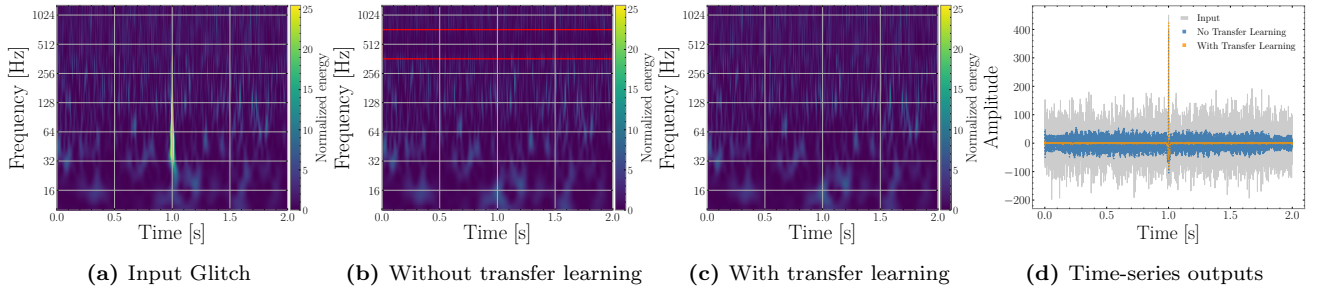 1024
512
256
128
64
32
16
Frequency [Hz]
0.0 0.5 1.0 1.5 2.0
Time [s]
25
20
15
10
5
0
Normalized energy
(a) Input Glitch
1024
512
256
128
64
32
16
Frequency [Hz]
0.0 0.5 1.0 1.5 2.0
Time [s]
25
20
15
10
5
0
Normalized energy
(b) Without transfer learning
1024
512
256
128
64
32
16
Frequency [Hz]
0.0 0.5 1.0 1.5 2.0
Time [s]
25
20
15
10
5
0
Normalized energy
(c) With transfer learning
400
300
200
100
0
−100
−200
Amplitude
Input
No Transfer Learning
With Transfer Learning
0.0 0.5 1.0 1.5 2.0
Time [s]
(d) Time-series outputs